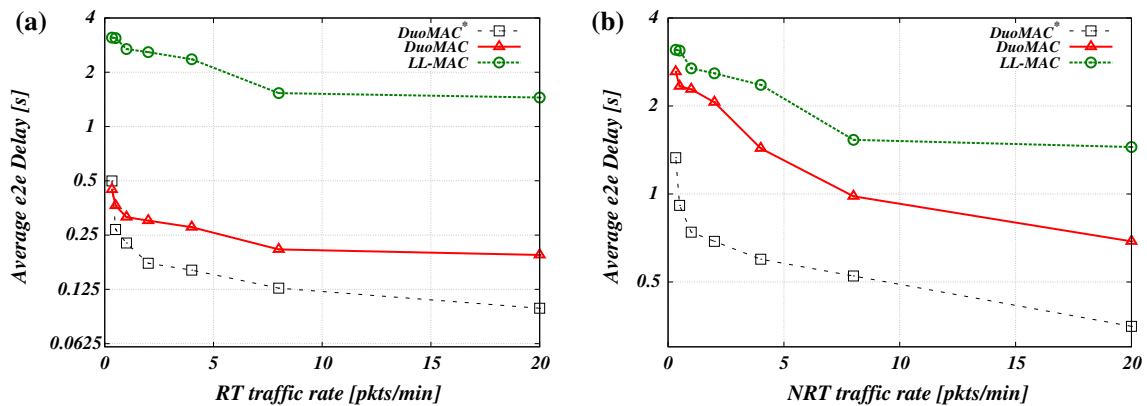 (a)
Average e2e Delay [s]
4
2
1
0.5
0.25
0.125
0.0625
DuoMAC*
DuoMAC
LL-MAC
0 5 10 15 20
RT traffic rate [pkts/min]
(b)
Average e2e Delay [s]
4
2
1
0.5
DuoMAC*
DuoMAC
LL-MAC
0 5 10 15 20
NRT traffic rate [pkts/min]